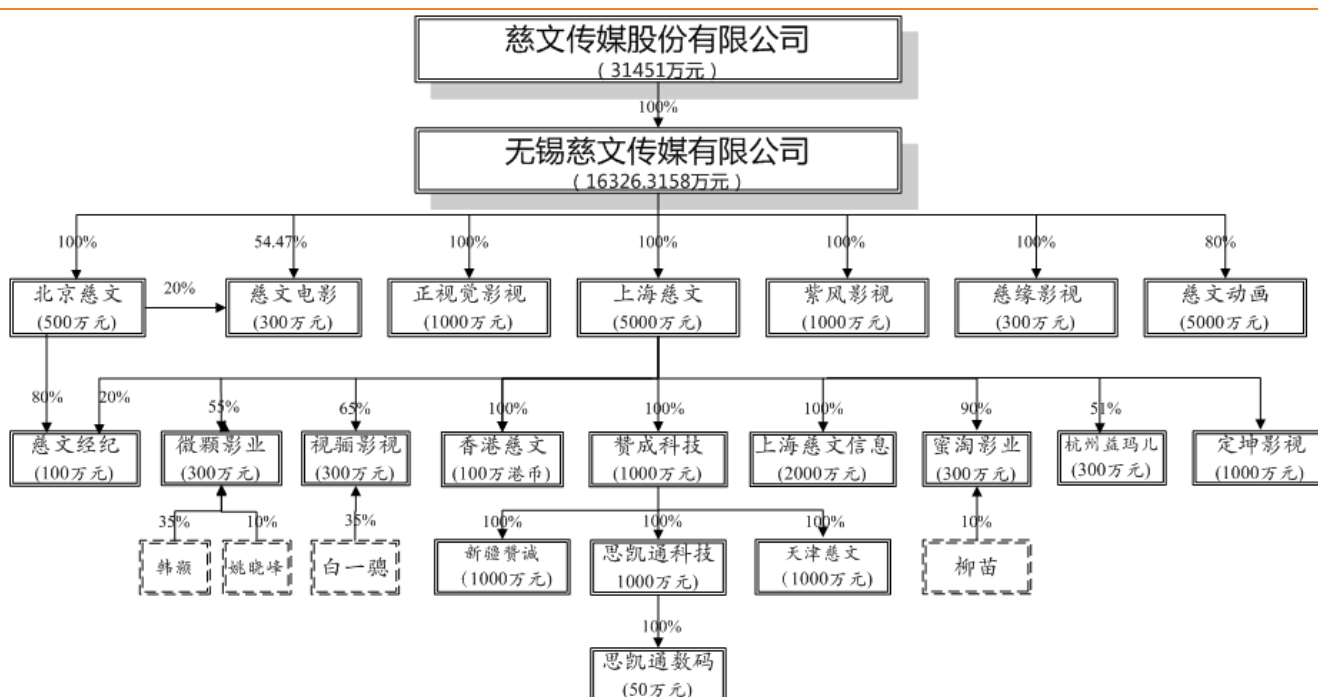 慈文传媒股份有限公司
（31451万元）
100%
无锡慈文传媒有限公司
（16326.3158万元）
100%
54.47%
100%
100%
100%
100%
80%
北京慈文
(500万元)
20%
慈文电影
(300万元)
正视觉影视
(1000万元)
上海慈文
(5000万元)
紫风影视
(1000万元)
慈缘影视
(300万元)
慈文动画
(5000万元)
80%
20%
55%
65%
100%
100%
100%
90%
51%
慈文经纪
(100万元)
微颗影业
(300万元)
视骊影视
(300万元)
香港慈文
(100万港币)
赞成科技
(1000万元)
上海慈文信息
(2000万元)
蜜淘影业
(300万元)
杭州益玛儿
(300万元)
定坤影视
(1000万元)
35%
10%
35%
100%
100%
100%
10%
韩灏
姚晓峰
白一骢
新疆赞诚
（1000万元）
思凯通科技
1000万元)
天津慈文
（1000万元）
柳苗
100%
思凯通数码
(50万元)